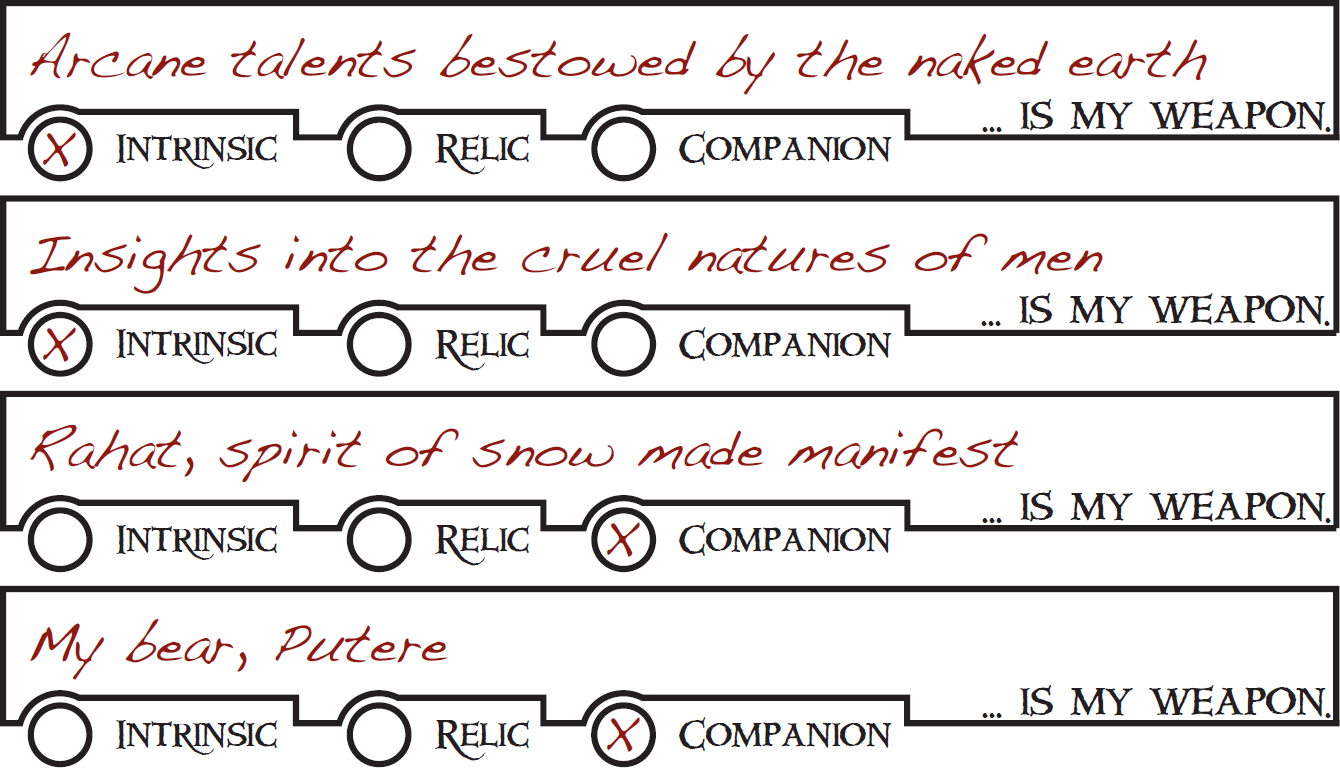 Arcane talents bestowed by the naked earth
... IS MY WEAPON.
X INTRINSIC RELIC COMPANION
Insights into the cruel natures of men
... IS MY WEAPON.
X INTRINSIC RELIC COMPANION
Rahat, spirit of snow made manifest
... IS MY WEAPON.
INTRINSIC RELIC X COMPANION
My bear, Putere
... IS MY WEAPON.
INTRINSIC RELIC X COMPANION